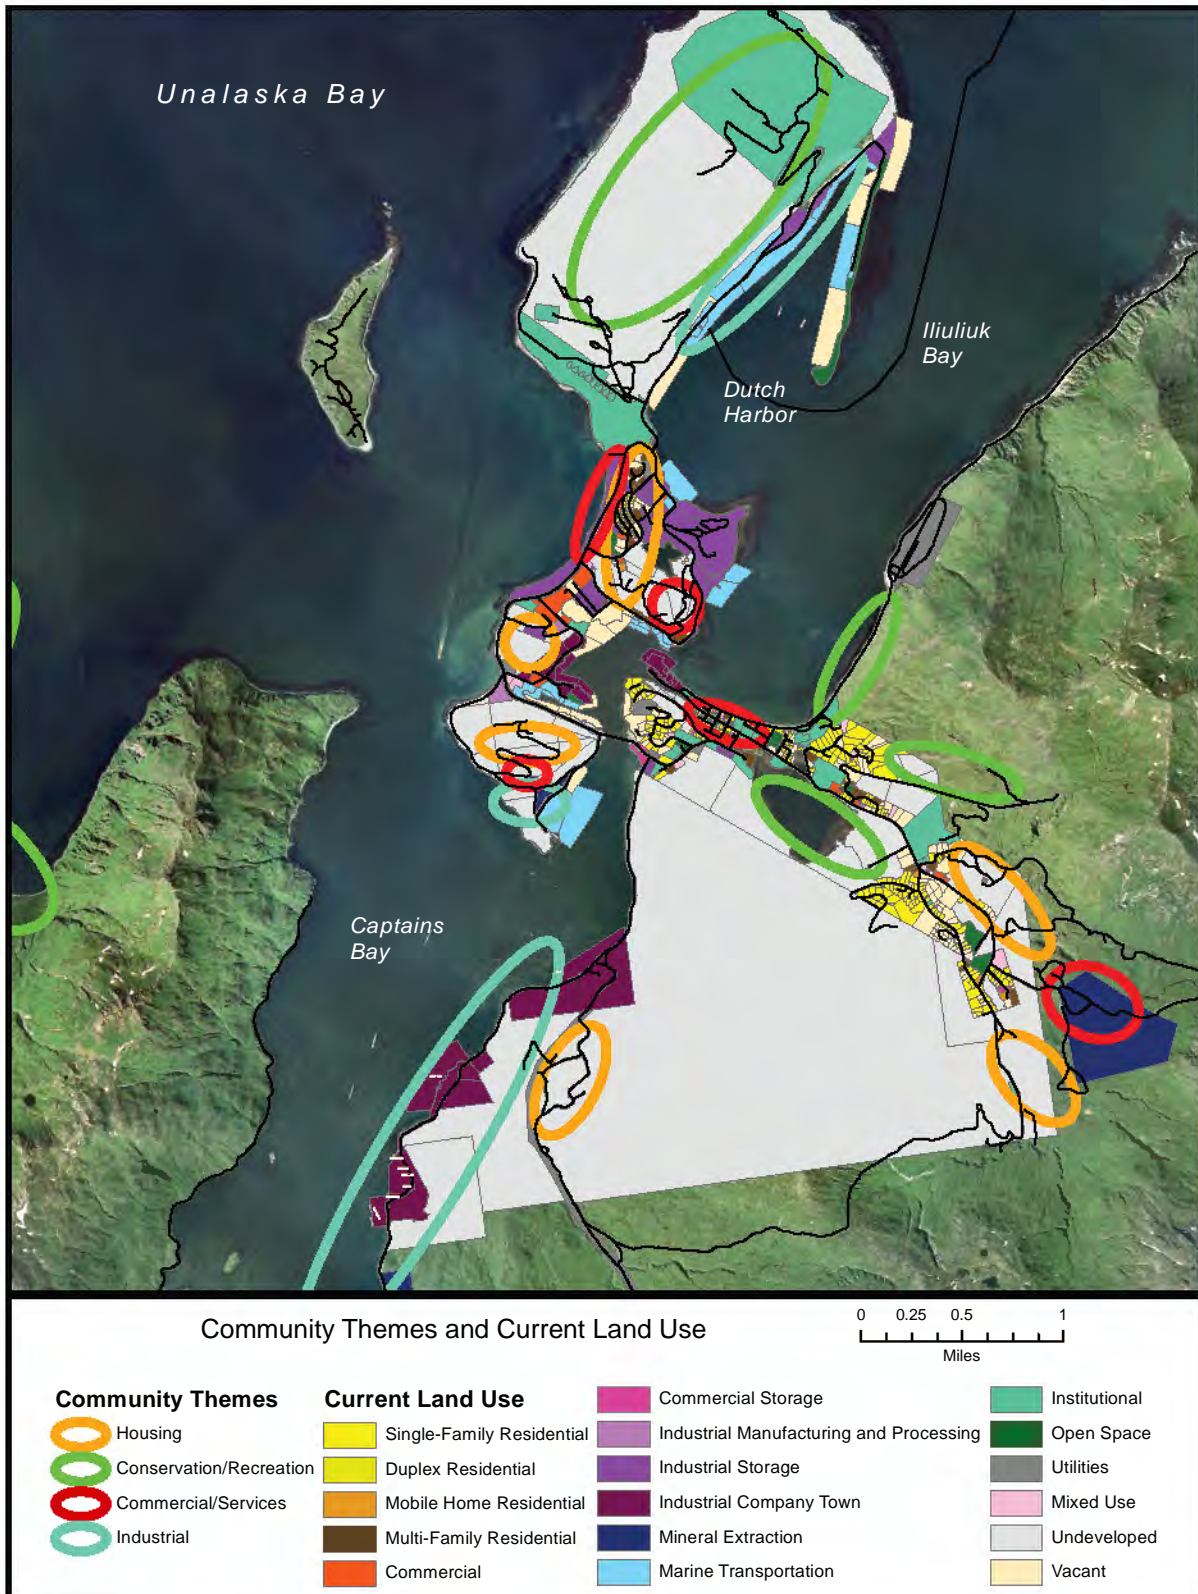 Unalaska Bay
Iliuliuk
Bay
Dutch
Harbor
Captains
Bay
Community Themes and Current Land Use
0 0.25 0.5 1
Miles
Community Themes
Housing
Conservation/Recreation
Commercial/Services
Industrial
Current Land Use
Single-Family Residential
Duplex Residential
Mobile Home Residential
Multi-Family Residential
Commercial
Commercial Storage
Industrial Manufacturing and Processing
Industrial Storage
Industrial Company Town
Mineral Extraction
Marine Transportation
Institutional
Open Space
Utilities
Mixed Use
Undeveloped
Vacant